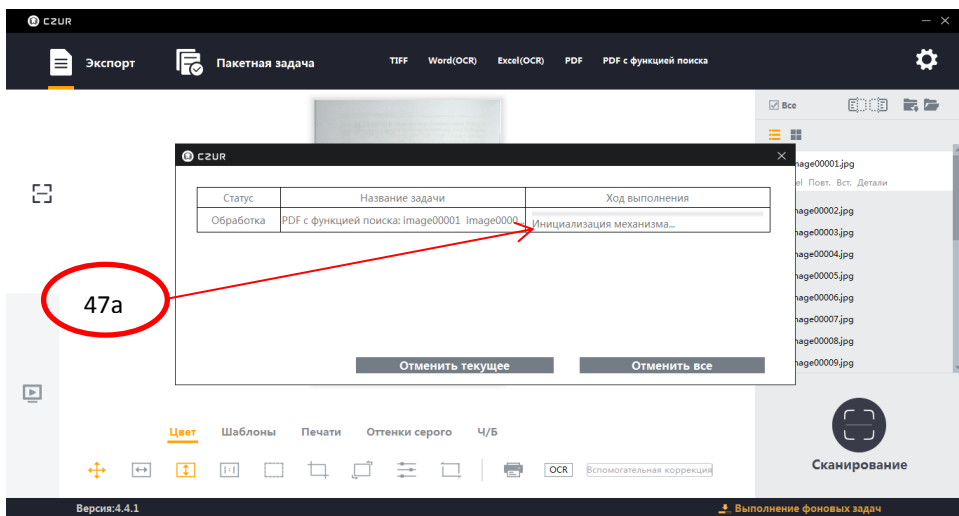 CZUR
Экспорт Пакетная задача TIFF Word(OCR) Excel(OCR) PDF PDF с функцией поиска
Все
CZUR
Статус Название задачи Ход выполнения
Обработка PDF с функцией поиска: image00001 image0000... Инициализация механизма...
mage00001.jpg
el Повт. Вст. Детали
mage00002.jpg
mage00003.jpg
mage00004.jpg
mage00005.jpg
mage00006.jpg
mage00007.jpg
mage00008.jpg
mage00009.jpg
47а
Отменить текущее Отменить все
Цвет Шаблоны Печати Оттенки серого Ч/Б
OCR Вспомогательная коррекция
Сканирование
Версия:4.4.1 Выполнение фоновых задач